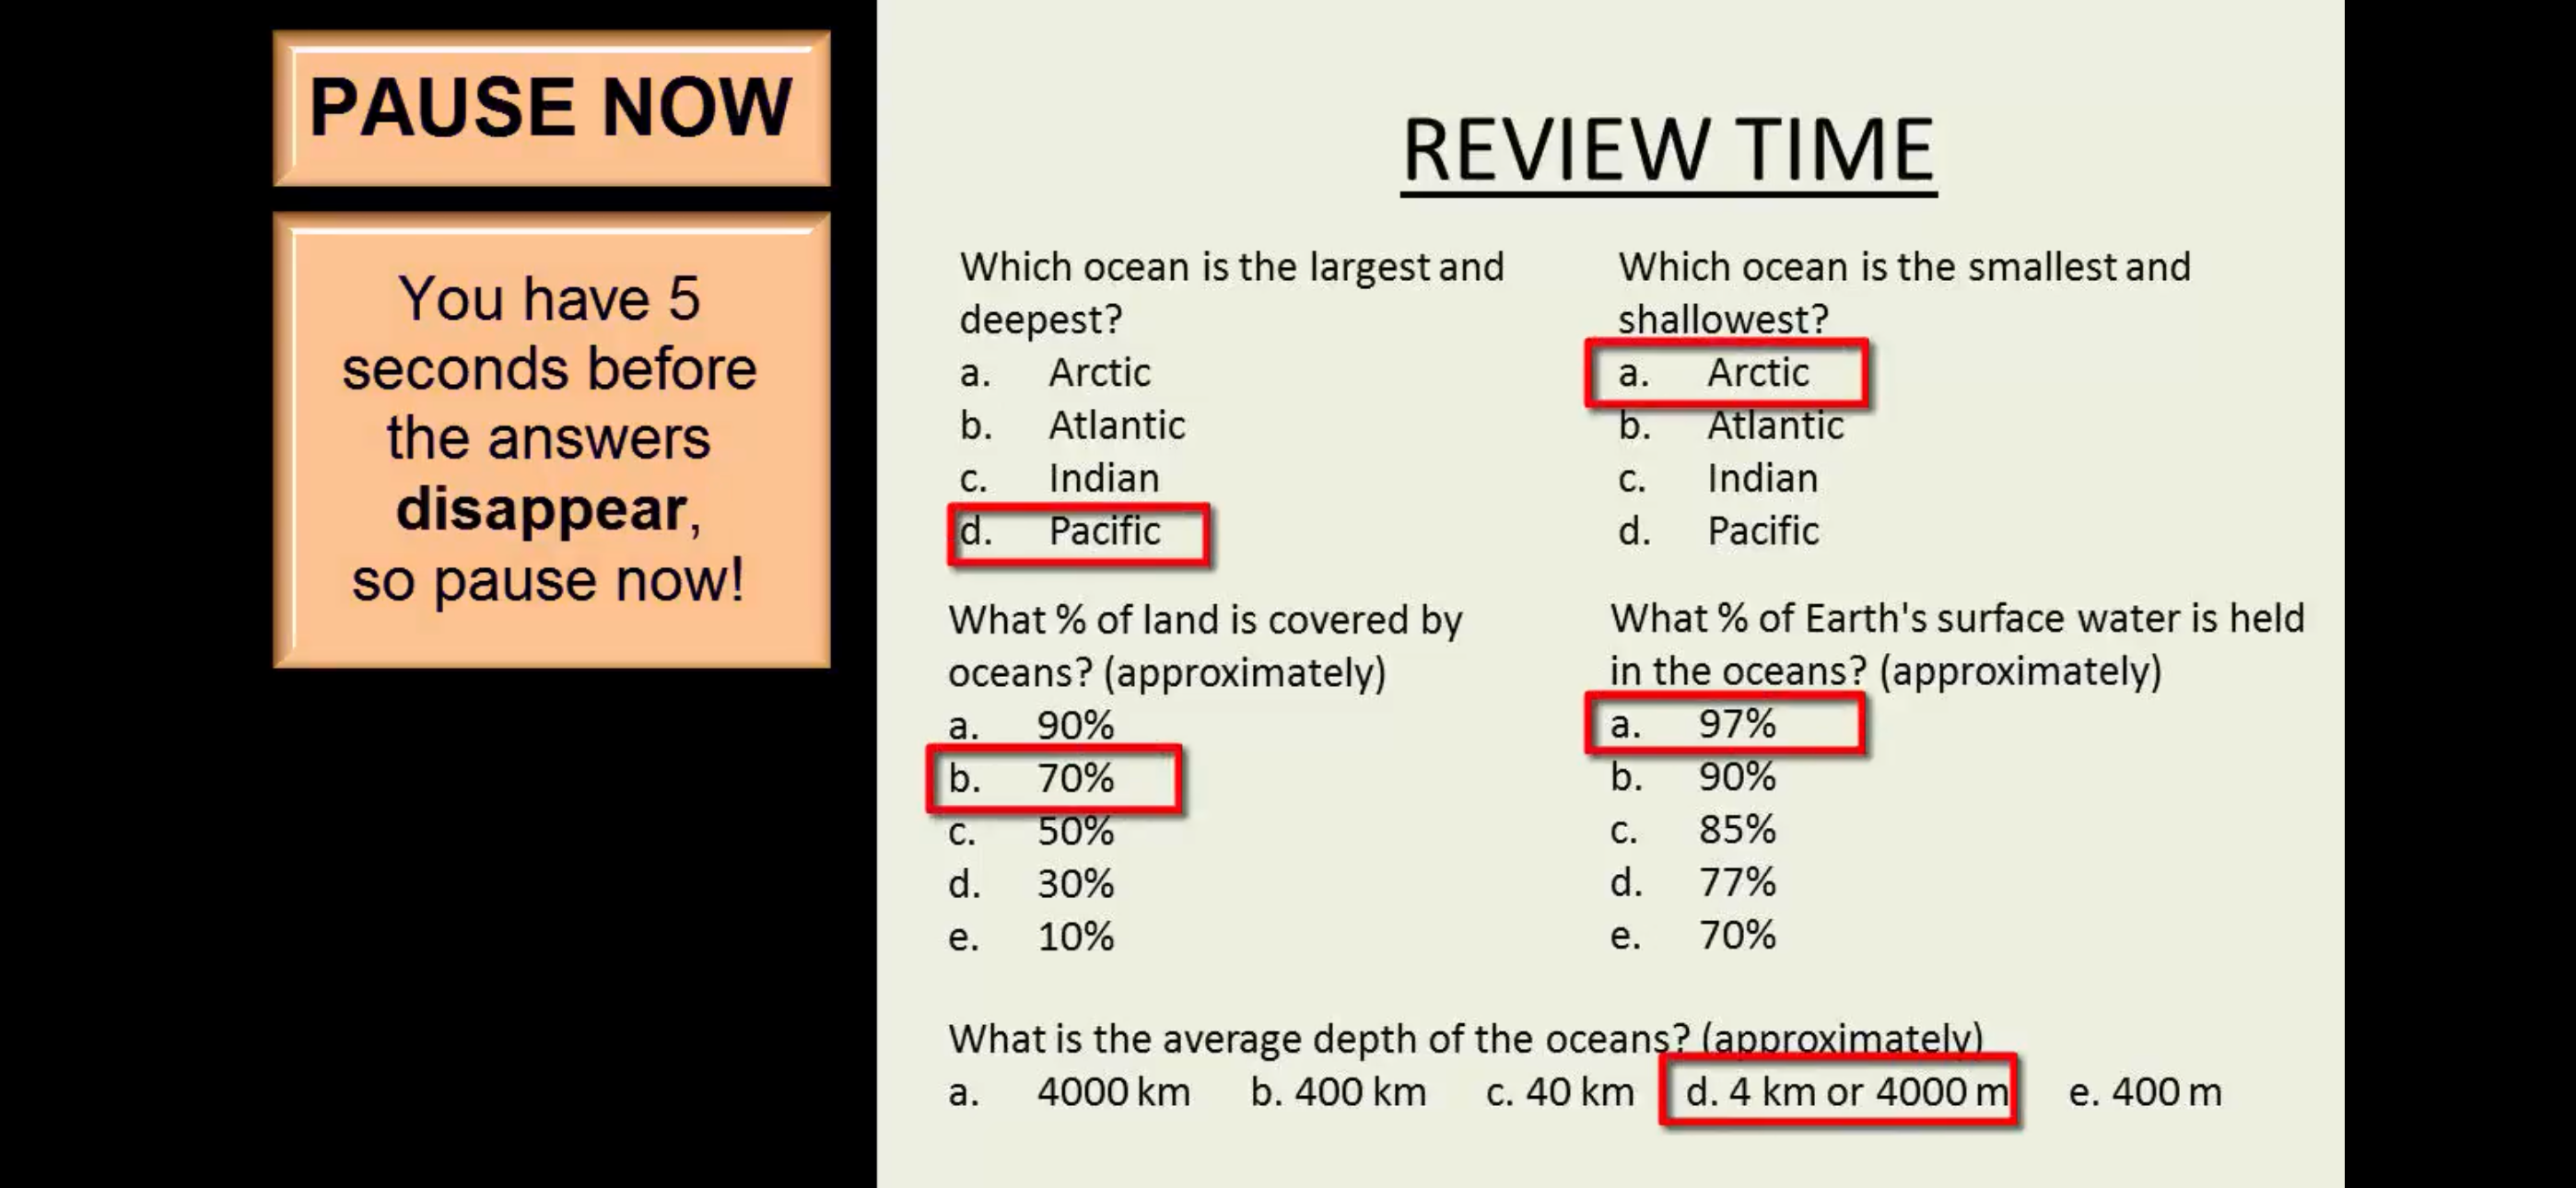 PAUSE NOW
You have 5
seconds before
the answers
disappear,
so pause now!
REVIEW TIME
Which ocean is the largest and
deepest?
a. Arctic
b. Atlantic
c. Indian
d. Pacific
Which ocean is the smallest and
shallowest?
a. Arctic
b. Atlantic
c. Indian
d. Pacific
What % of land is covered by
oceans? (approximately)
a. 90%
b. 70%
c. 50%
d. 30%
e. 10%
What % of Earth's surface water is held
in the oceans? (approximately)
a. 97%
b. 90%
c. 85%
d. 77%
e. 70%
What is the average depth of the oceans? (approximately)
a. 4000 km b. 400 km c. 40 km d. 4 km or 4000 m e. 400 m